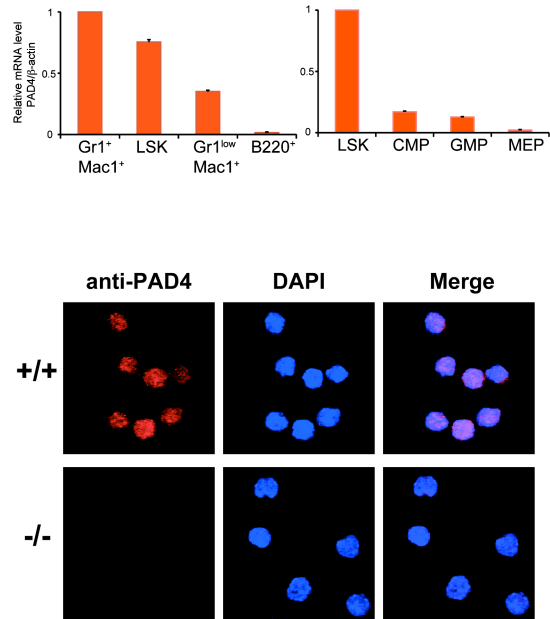 Relative mRNA level
PAD4/β-actin
1
0.5
0
Gr1⁺
Mac1⁺
LSK
Gr1ˡᵒʷ
Mac1⁺
B220⁺
1
0.5
0
LSK
CMP
GMP
MEP
anti-PAD4
DAPI
Merge
+/+
-/-